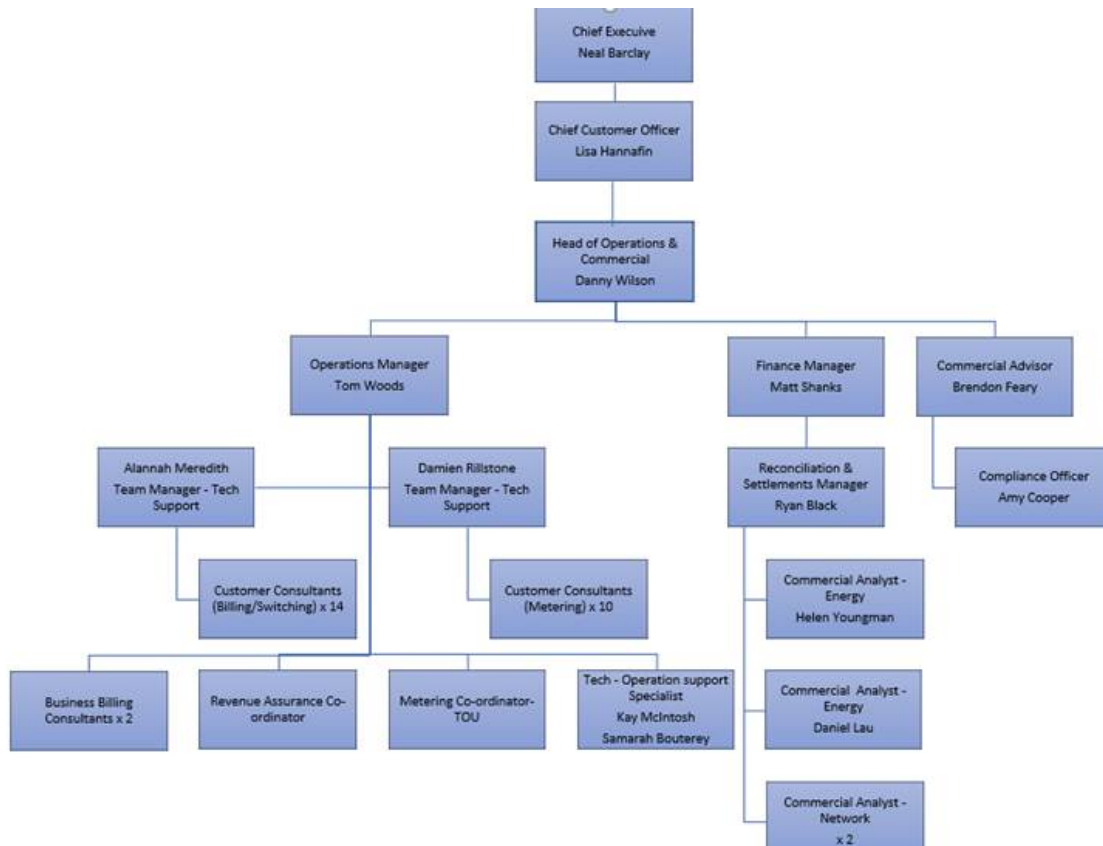 Chief Execuive
Neal Barclay
Chief Customer Officer
Lisa Hannafin
Head of Operations &
Commercial
Danny Wilson
Operations Manager
Tom Woods
Finance Manager
Matt Shanks
Commercial Advisor
Brendon Feary
Alannah Meredith
Team Manager - Tech
Support
Damien Rillstone
Team Manager - Tech
Support
Reconciliation &
Settlements Manager
Ryan Black
Compliance Officer
Amy Cooper
Customer Consultants
(Billing/Switching) x 14
Customer Consultants
(Metering) x 10
Commercial Analyst -
Energy
Helen Youngman
Business Billing
Consultants x 2
Revenue Assurance Co-
ordinator
Metering Co-ordinator-
TOU
Tech - Operation support
Specialist
Kay McIntosh
Samarah Bouterey
Commercial Analyst -
Energy
Daniel Lau
Commercial Analyst -
Network
x 2